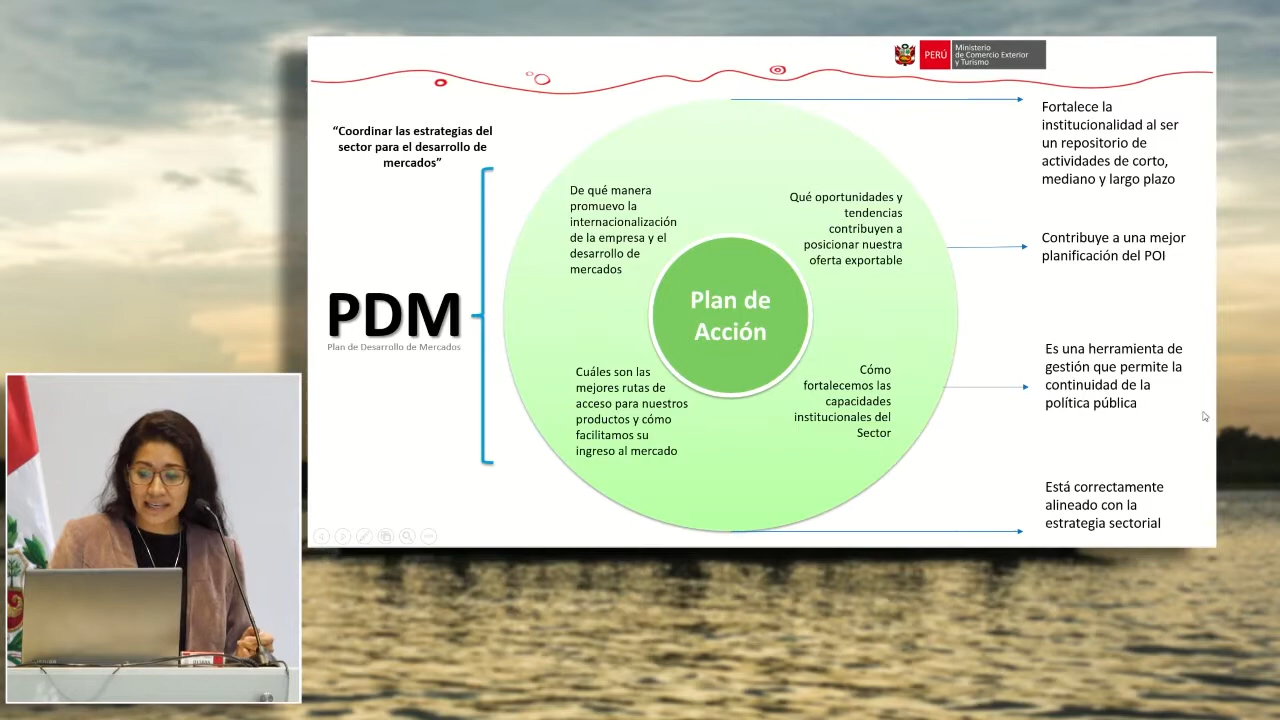 PERÚ
Ministerio
de Comercio Exterior
y Turismo
“Coordinar las estrategias del
sector para el desarrollo de
mercados”
PDM
Plan de Desarrollo de Mercados
De qué manera
promuevo la
internacionalización
de la empresa y el
desarrollo de
mercados
Qué oportunidades y
tendencias
contribuyen a
posicionar nuestra
oferta exportable
Plan de
Acción
Cuáles son las
mejores rutas de
acceso para nuestros
productos y cómo
facilitamos su
ingreso al mercado
Cómo
fortalecemos las
capacidades
institucionales del
Sector
Fortalece la
institucionalidad al ser
un repositorio de
actividades de corto,
mediano y largo plazo
Contribuye a una mejor
planificación del POI
Es una herramienta de
gestión que permite la
continuidad de la
política pública
Está correctamente
alineado con la
estrategia sectorial